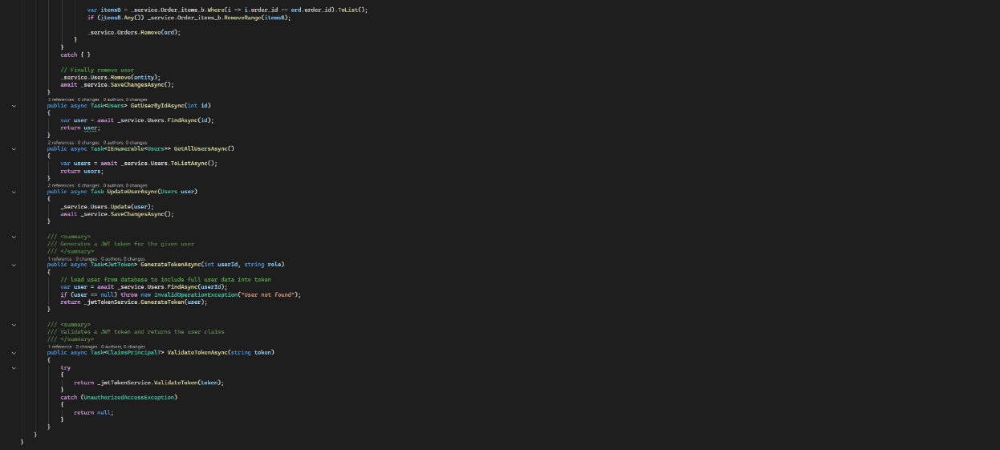 var itemsB = _service.Order_items_b.Where(i => i.order_id == ord.order_id).ToList();
if (itemsB.Any()) _service.Order_items_b.RemoveRange(itemsB);
_service.Orders.Remove(ord);
}
}
catch { }
// Finally remove user
_service.Users.Remove(entity);
await _service.SaveChangesAsync();
}
3 references | 0 changes | 0 authors, 0 changes
public async Task<Users> GetUserByIdAsync(int id)
{
var user = await _service.Users.FindAsync(id);
return user;
}
2 references | 0 changes | 0 authors, 0 changes
public async Task<IEnumerable<Users>> GetAllUsersAsync()
{
var users = await _service.Users.ToListAsync();
return users;
}
2 references | 0 changes | 0 authors, 0 changes
public async Task UpdateUserAsync(Users user)
{
_service.Users.Update(user);
await _service.SaveChangesAsync();
}
/// <summary>
/// Generates a JWT token for the given user
/// </summary>
1 reference | 0 changes | 0 authors, 0 changes
public async Task<JwtToken> GenerateTokenAsync(int userId, string role)
{
// load user from database to include full user data into token
var user = await _service.Users.FindAsync(userId);
if (user == null) throw new InvalidOperationException("User not found");
return _jwtTokenService.GenerateToken(user);
}
/// <summary>
/// Validates a JWT token and returns the user claims
/// </summary>
1 reference | 0 changes | 0 authors, 0 changes
public async Task<ClaimsPrincipal?> ValidateTokenAsync(string token)
{
try
{
return _jwtTokenService.ValidateToken(token);
}
catch (UnauthorizedAccessException)
{
return null;
}
}
}
}